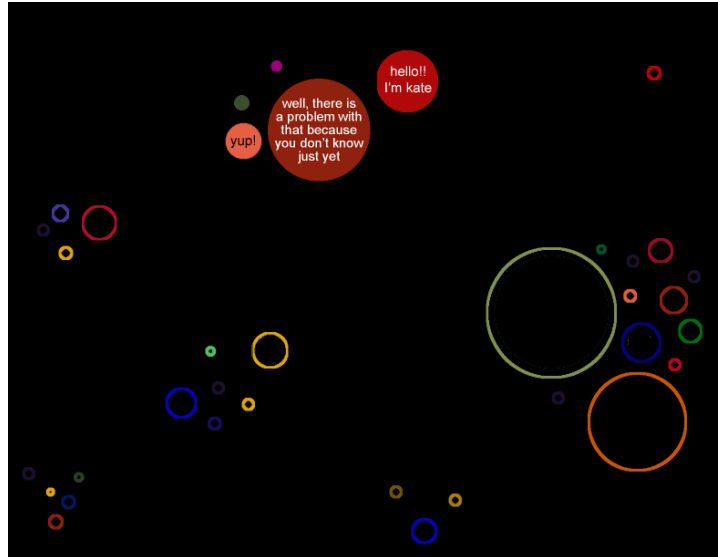 hello!!
I'm kate
well, there is
a problem with
that because
you don't know
just yet
yup!